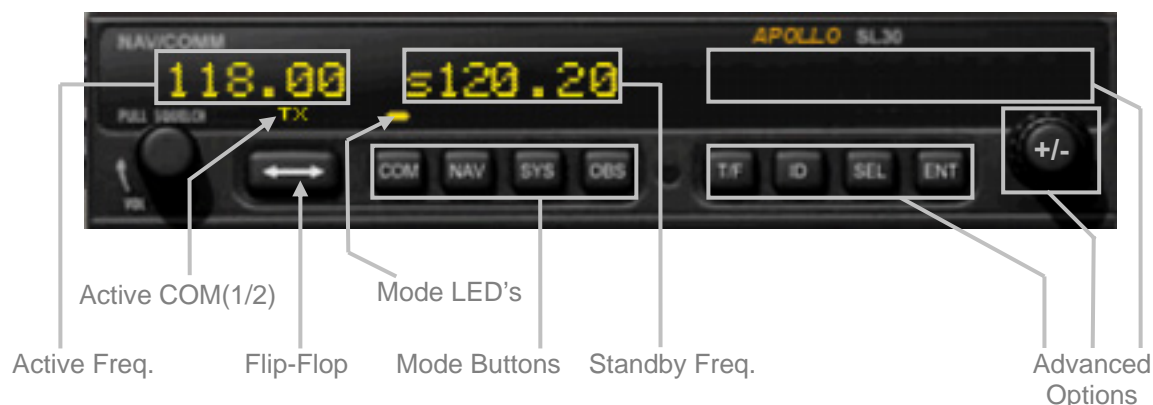 NAV/COMM
APOLLO SL30
118.00
s120.20
TX
PULL SQUELCH
+/-
COM NAV SYS OBS
T/F ID SEL ENT
VOL
Active COM(1/2)
Mode LED's
Active Freq.
Flip-Flop
Mode Buttons
Standby Freq.
Advanced
Options